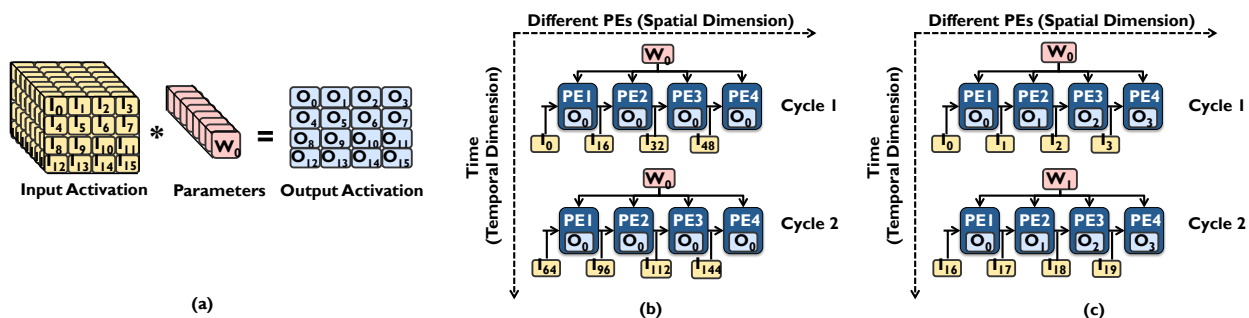 I0 I1 I2 I3
I4 I5 I6 I7
I8 I9 I10 I11
I12 I13 I14 I15
*
W0
=
O0 O1 O2 O3
O4 O5 O6 O7
O8 O9 O10 O11
O12 O13 O14 O15
Input Activation
Parameters
Output Activation
(a)
Different PEs (Spatial Dimension)
Time
(Temporal Dimension)
W0
PE1 PE2 PE3 PE4
O0 O0 O0 O0
Cycle 1
I0 I16 I32 I48
W0
PE1 PE2 PE3 PE4
O0 O0 O0 O0
Cycle 2
I64 I96 I112 I144
(b)
Different PEs (Spatial Dimension)
Time
(Temporal Dimension)
W0
PE1 PE2 PE3 PE4
O0 O1 O2 O3
Cycle 1
I0 I1 I2 I3
W1
PE1 PE2 PE3 PE4
O0 O1 O2 O3
Cycle 2
I16 I17 I18 I19
(c)